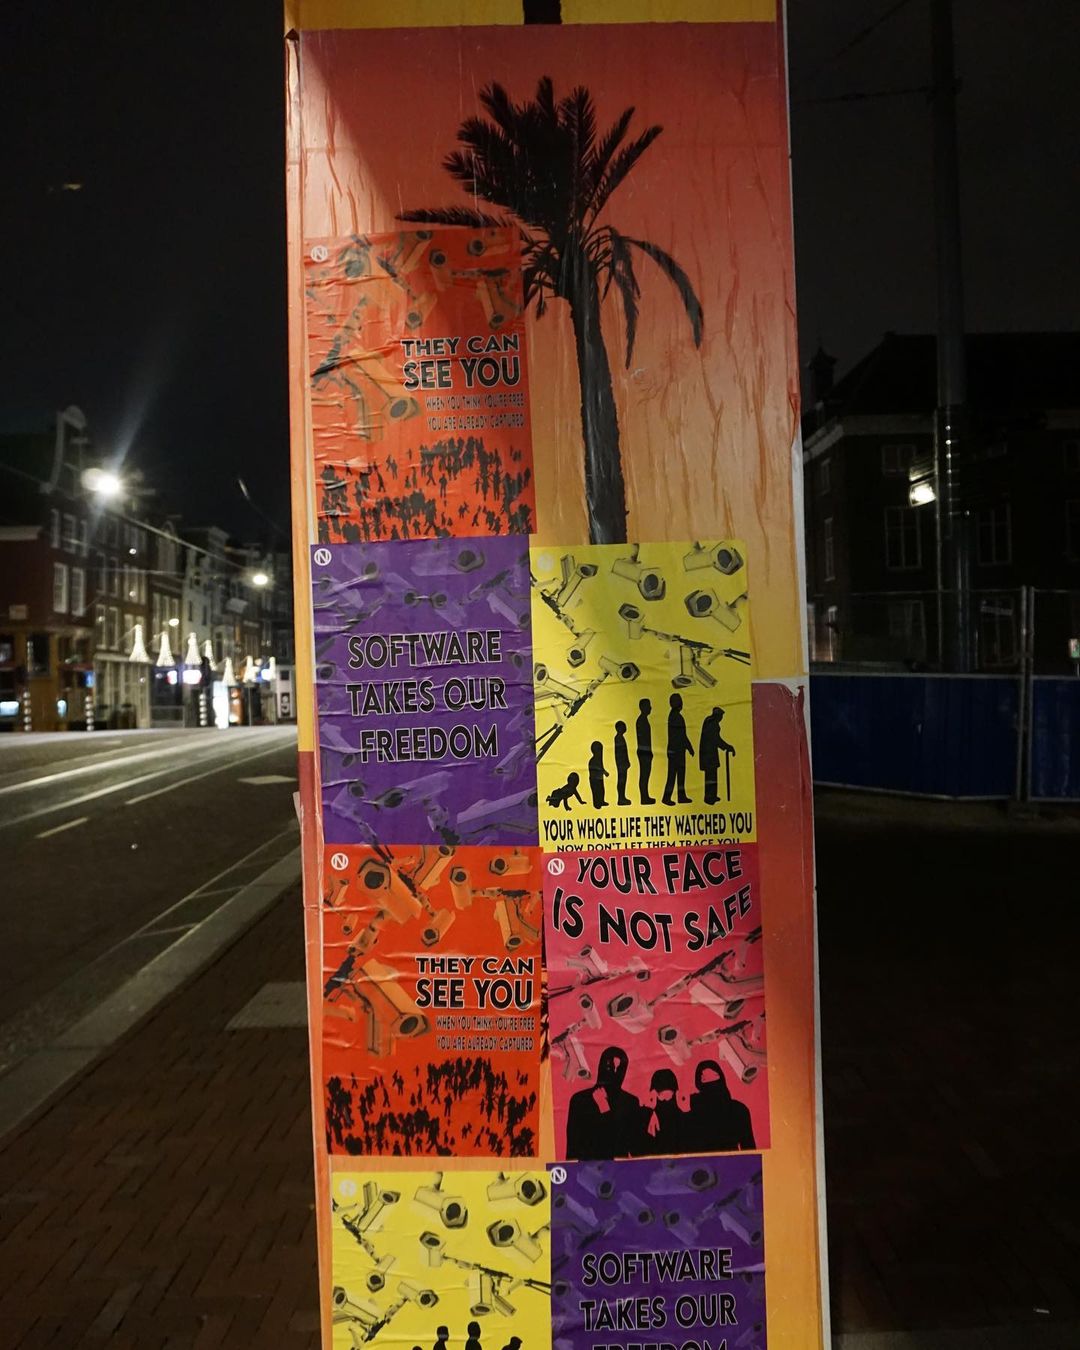 THEY CAN
SEE YOU
WHEN YOU THINK YOU'RE FREE
YOU ARE ALREADY CAPTURED
N
SOFTWARE
TAKES OUR
FREEDOM
YOUR WHOLE LIFE THEY WATCHED YOU
NOW DON'T LET THEM TRACE YOU
N
THEY CAN
SEE YOU
WHEN YOU THINK YOU'RE FREE
YOU ARE ALREADY CAPTURED
N
YOUR FACE
IS NOT SAFE
N
SOFTWARE
TAKES OUR
FREEDOM